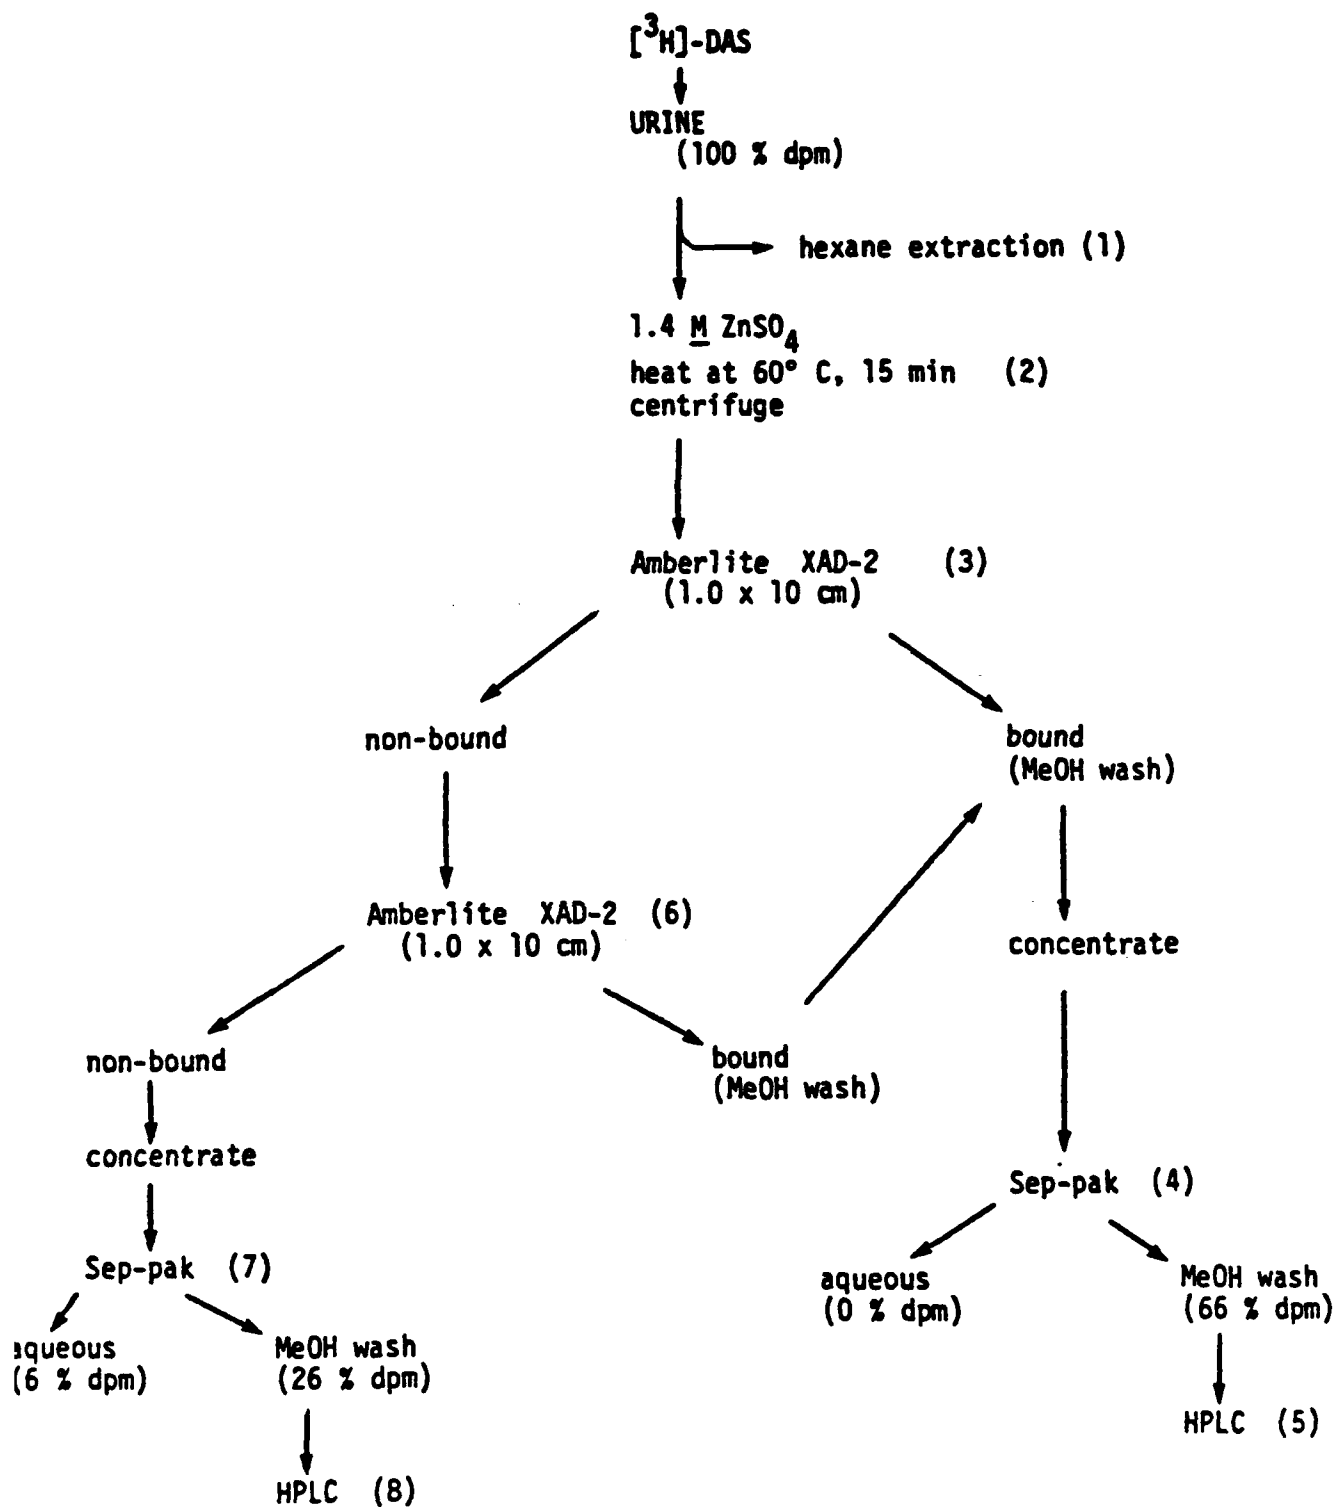 [³H]-DAS
URINE
(100 % dpm)
hexane extraction (1)
1.4 M ZnSO₄
heat at 60° C, 15 min (2)
centrifuge
Amberlite XAD-2 (3)
(1.0 x 10 cm)
non-bound
bound
(MeOH wash)
Amberlite XAD-2 (6)
(1.0 x 10 cm)
concentrate
non-bound
bound
(MeOH wash)
concentrate
Sep-pak (4)
Sep-pak (7)
aqueous
(0 % dpm)
MeOH wash
(66 % dpm)
aqueous
(6 % dpm)
MeOH wash
(26 % dpm)
HPLC (5)
HPLC (8)